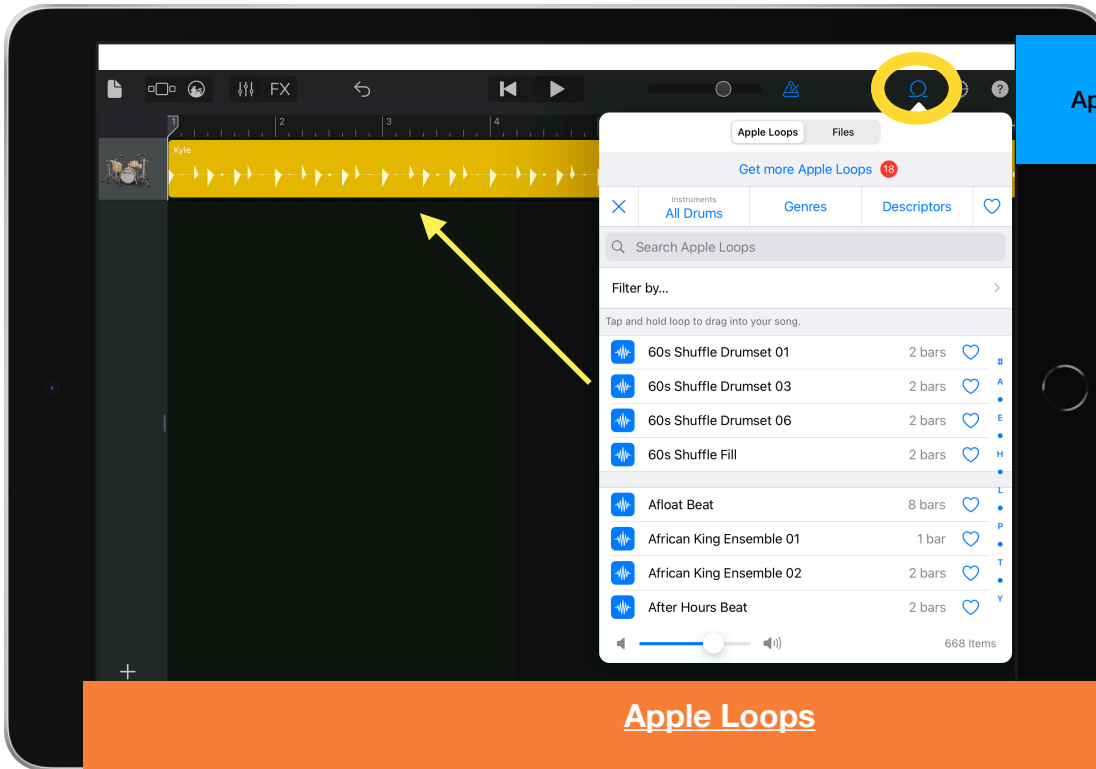 FX
?
Ap
1
2
3
4
Kyle
Apple Loops
Files
Get more Apple Loops 18
Instruments
All Drums
Genres
Descriptors
Search Apple Loops
Filter by...
Tap and hold loop to drag into your song.
60s Shuffle Drumset 01 2 bars
60s Shuffle Drumset 03 2 bars
60s Shuffle Drumset 06 2 bars
60s Shuffle Fill 2 bars
Afloat Beat 8 bars
African King Ensemble 01 1 bar
African King Ensemble 02 2 bars
After Hours Beat 2 bars
#
A
E
H
L
P
T
Y
668 Items
Apple Loops